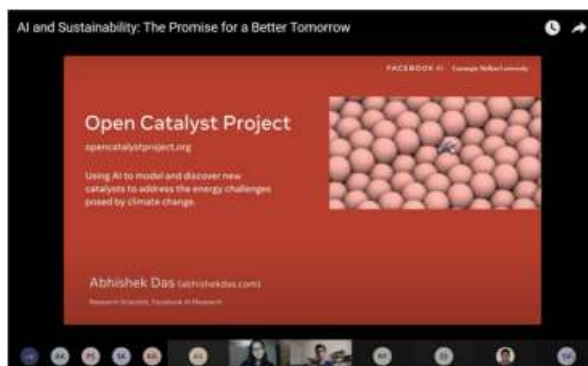 AI and Sustainability: The Promise for a Better Tomorrow
FACEBOOK AI Carnegie Mellon University
Open Catalyst Project
opencatalystproject.org
Using AI to model and discover new
catalysts to address the energy challenges
posed by climate change.
Abhishek Das (abhishekdas.com)
Research Scientist, Facebook AI Research